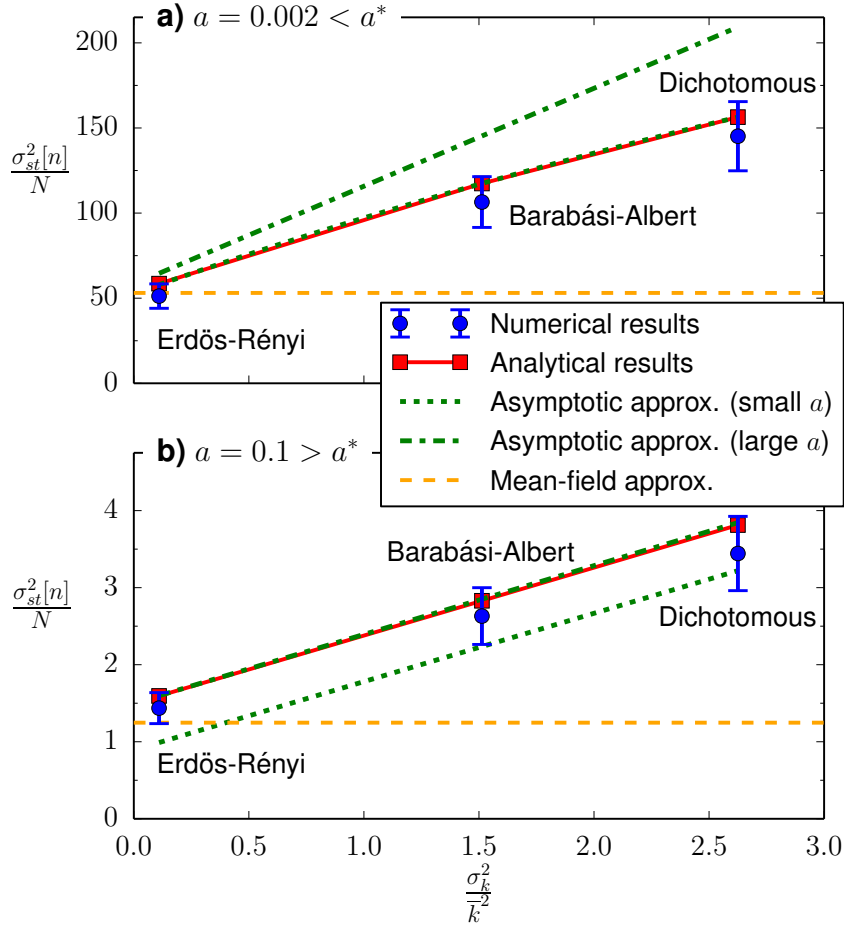 a) a = 0.002 < a*
200
150
100
50
0
σ²ₛₜ[n]/N
Dichotomous
Barabási-Albert
Erdös-Rényi
Numerical results
Analytical results
Asymptotic approx. (small a)
Asymptotic approx. (large a)
Mean-field approx.
b) a = 0.1 > a*
4
3
2
1
0
σ²ₛₜ[n]/N
Barabási-Albert
Dichotomous
Erdös-Rényi
0.0 0.5 1.0 1.5 2.0 2.5 3.0
σ²ₖ/k̅²